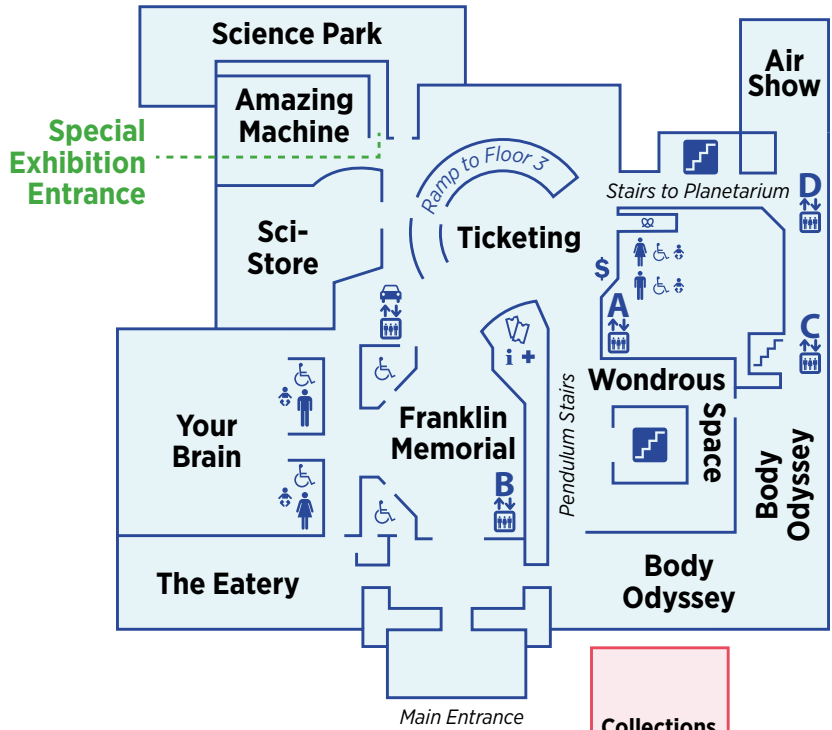 Science Park
Air
Show
Amazing
Machine
Special
Exhibition
Entrance
Ramp to Floor 3
Stairs to Planetarium
D
Sci-
Store
Ticketing
$
A
C
i +
Wondrous
Space
Your
Brain
Franklin
Memorial
Pendulum Stairs
B
Body
Odyssey
The Eatery
Body
Odyssey
Main Entrance
Collections